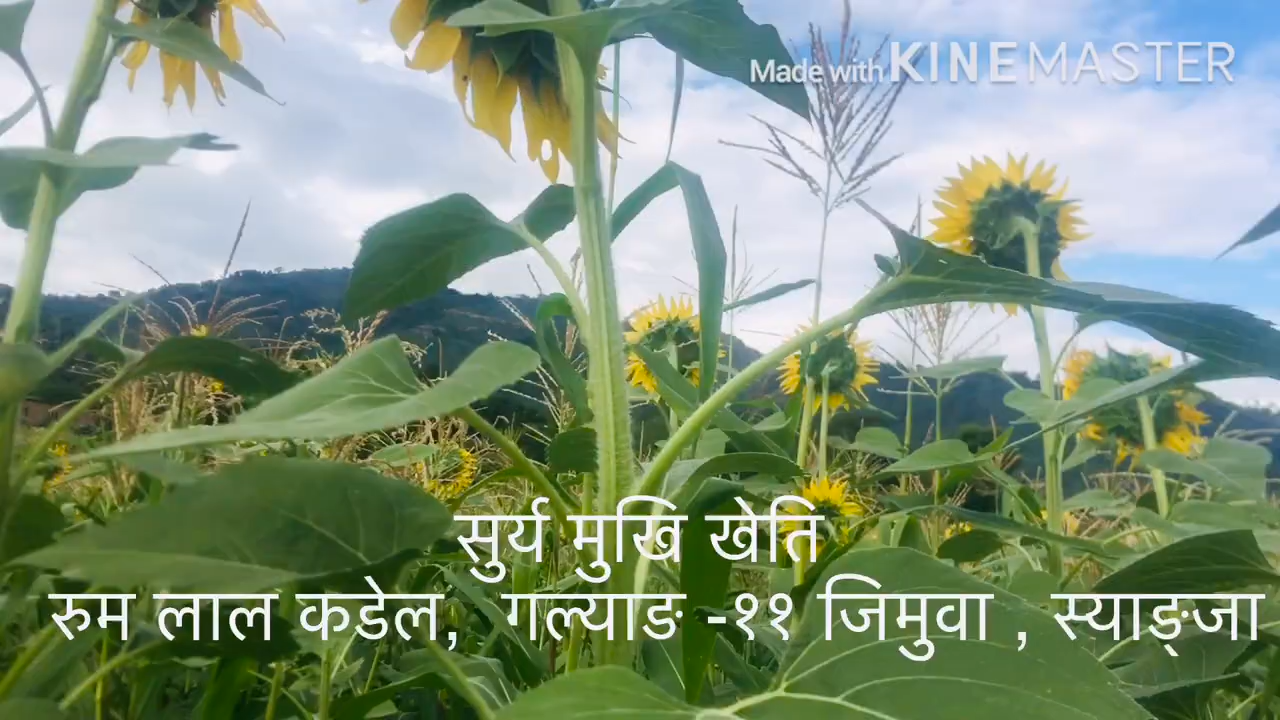 Made with KINEMASTER
सुर्य मुखि खेति
रुम लाल कडेल, गल्याङ -११ जिमुवा , स्याङ्जा